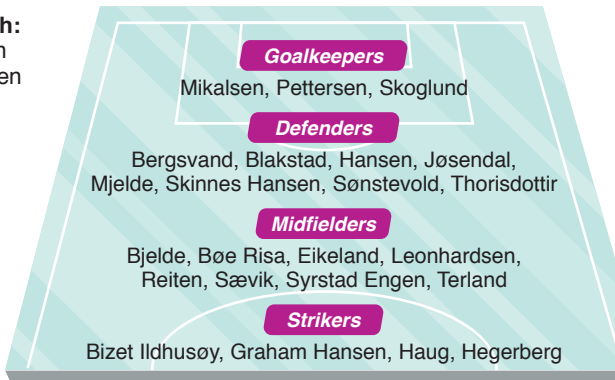 h:
n
en
Goalkeepers
Mikalsen, Pettersen, Skoglund
Defenders
Bergsvand, Blakstad, Hansen, Jøsendal,
Mjelde, Skinnes Hansen, Sønstevold, Thorisdottir
Midfielders
Bjelde, Bøe Risa, Eikeland, Leonhardsen,
Reiten, Sævik, Syrstad Engen, Terland
Strikers
Bizet Ildhusøy, Graham Hansen, Haug, Hegerberg